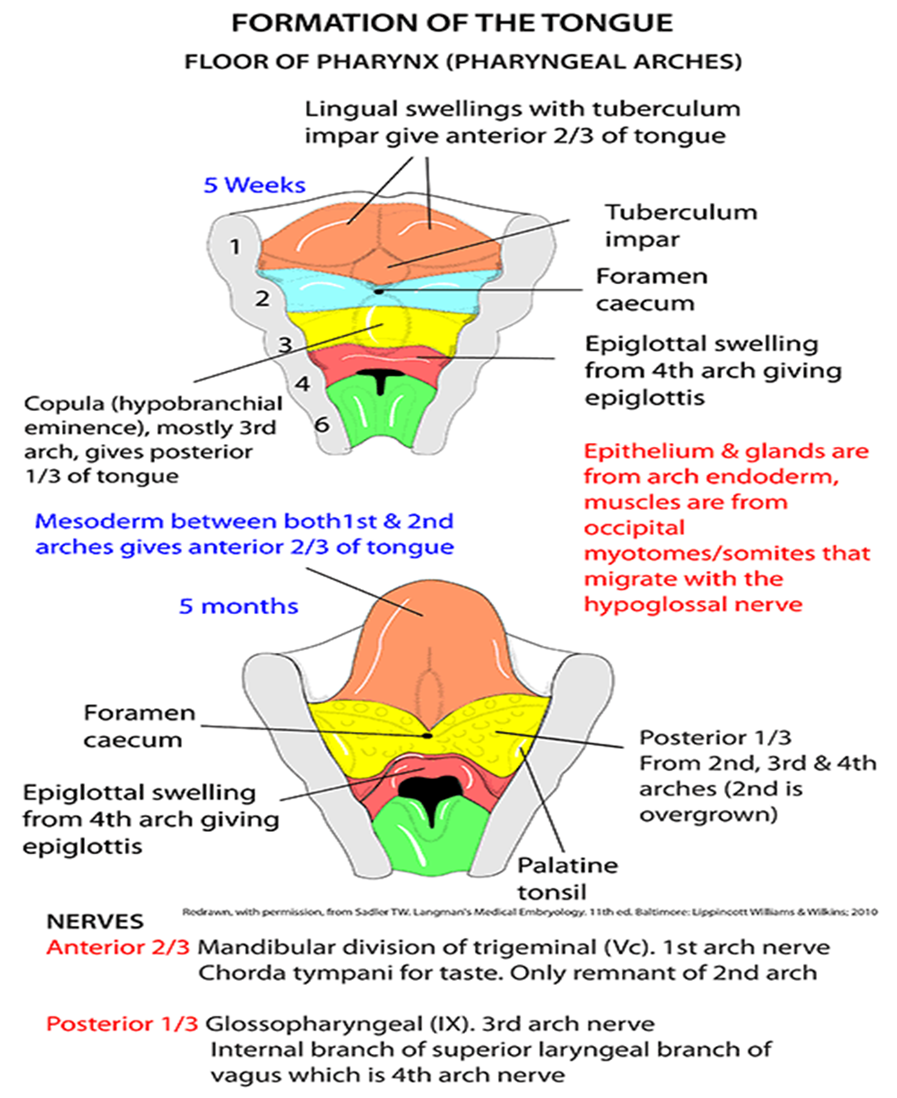 FORMATION OF THE TONGUE
FLOOR OF PHARYNX (PHARYNGEAL ARCHES)
Lingual swellings with tuberculum
impar give anterior 2/3 of tongue
5 Weeks
Tuberculum
impar
1
Foramen
caecum
2
3
Epiglottal swelling
from 4th arch giving
epiglottis
4
6
Copula (hypobranchial
eminence), mostly 3rd
arch, gives posterior
1/3 of tongue
Epithelium & glands are
from arch endoderm,
muscles are from
occipital
myotomes/somites that
migrate with the
hypoglossal nerve
Mesoderm between both1st & 2nd
arches gives anterior 2/3 of tongue
5 months
Foramen
caecum
Posterior 1/3
From 2nd, 3rd & 4th
arches (2nd is
overgrown)
Epiglottal swelling
from 4th arch giving
epiglottis
Palatine
tonsil
Redrawn, with permission, from Sadler TW. Langman's Medical Embryology. 11th ed. Baltimore: Lippincott Williams & Wilkins; 2010
NERVES
Anterior 2/3 Mandibular division of trigeminal (Vc). 1st arch nerve
Chorda tympani for taste. Only remnant of 2nd arch
Posterior 1/3 Glossopharyngeal (IX). 3rd arch nerve
Internal branch of superior laryngeal branch of
vagus which is 4th arch nerve